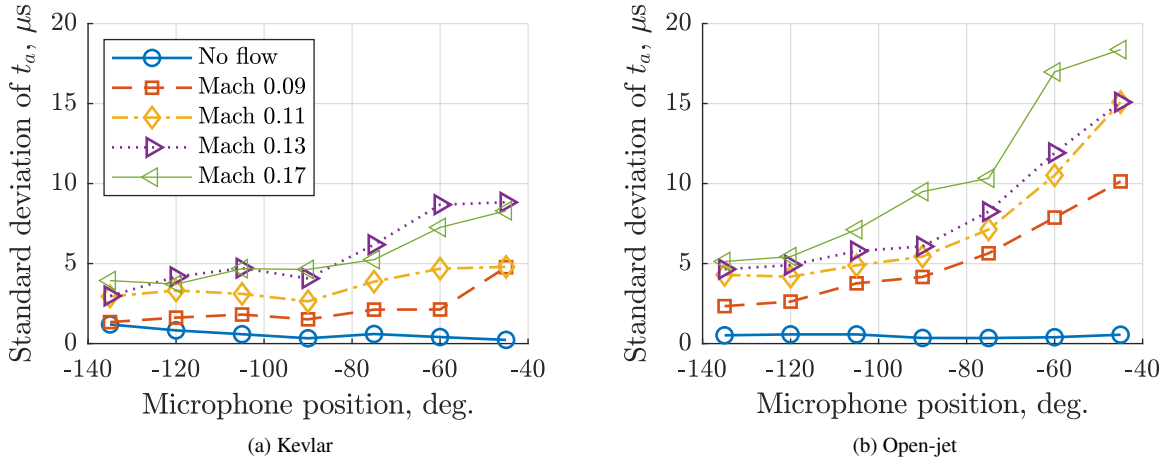 Standard deviation of t_a, μs
20
15
10
5
0
No flow
Mach 0.09
Mach 0.11
Mach 0.13
Mach 0.17
-140 -120 -100 -80 -60 -40
Microphone position, deg.
(a) Kevlar
Standard deviation of t_a, μs
20
15
10
5
0
-140 -120 -100 -80 -60 -40
Microphone position, deg.
(b) Open-jet